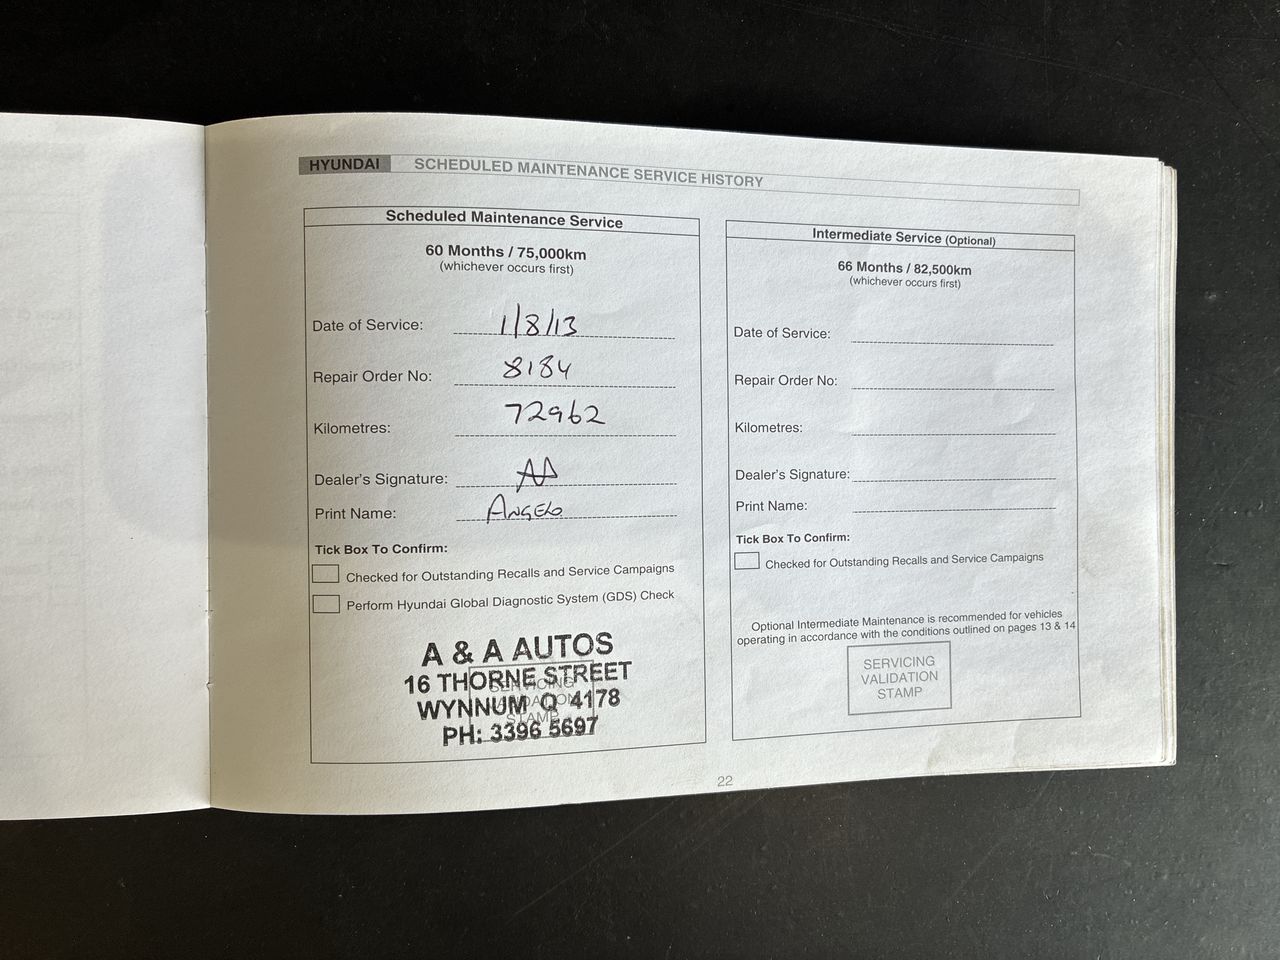 HYUNDAI SCHEDULED MAINTENANCE SERVICE HISTORY
Scheduled Maintenance Service
60 Months / 75,000km
(whichever occurs first)
Date of Service: 1/8/13
Repair Order No: 8184
Kilometres: 72962
Dealer's Signature: AA
Print Name: ANGELO
Tick Box To Confirm:
Checked for Outstanding Recalls and Service Campaigns
Perform Hyundai Global Diagnostic System (GDS) Check
SERVICING
VALIDATION
STAMP
A & A AUTOS
16 THORNE STREET
WYNNUM Q 4178
PH: 3396 5697
Intermediate Service (Optional)
66 Months / 82,500km
(whichever occurs first)
Date of Service:
Repair Order No:
Kilometres:
Dealer's Signature:
Print Name:
Tick Box To Confirm:
Checked for Outstanding Recalls and Service Campaigns
Optional Intermediate Maintenance is recommended for vehicles
operating in accordance with the conditions outlined on pages 13 & 14
SERVICING
VALIDATION
STAMP
22